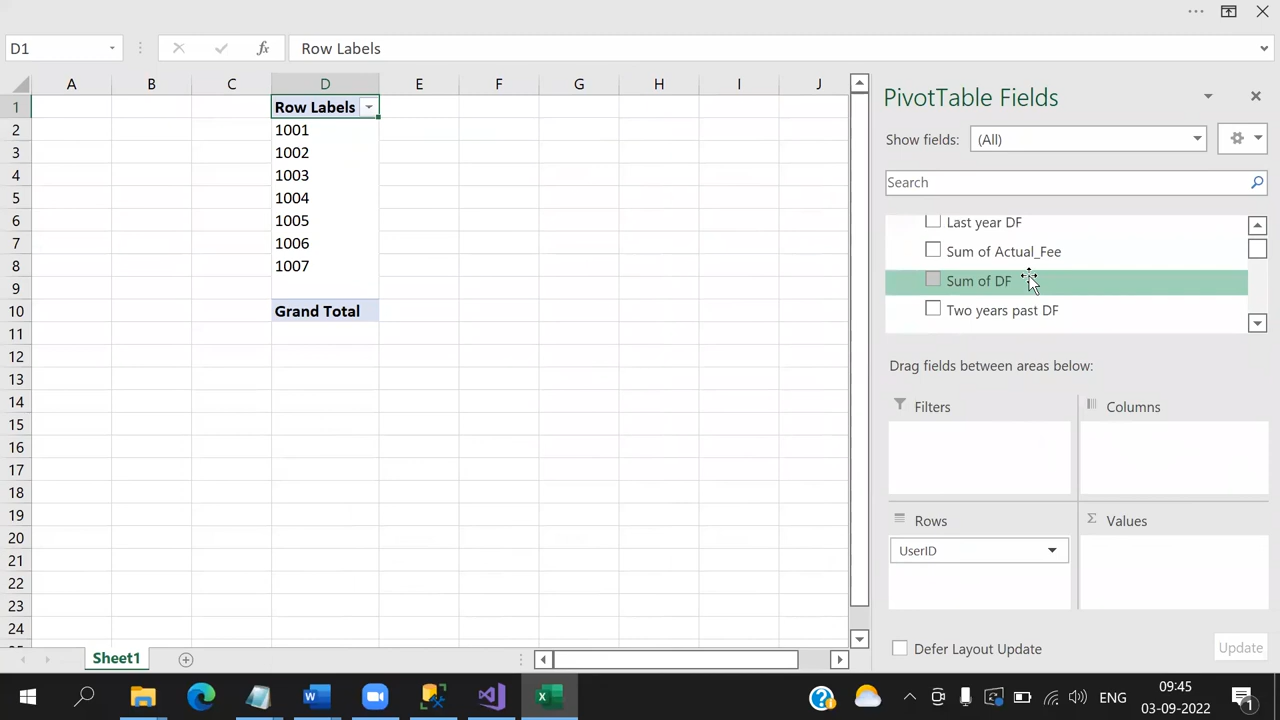 D1
fx
Row Labels
PivotTable Fields
A B C D E F G H I J
Show fields: (All)
Search
Last year DF
Sum of Actual_Fee
Sum of DF
Two years past DF
Drag fields between areas below:
Filters
Columns
Rows
Σ Values
UserID
Defer Layout Update
Update
1 Row Labels
2 1001
3 1002
4 1003
5 1004
6 1005
7 1006
8 1007
9
10 Grand Total
11
12
13
14
15
16
17
18
19
20
21
22
23
24
Sheet1
ENG
09:45
03-09-2022
1